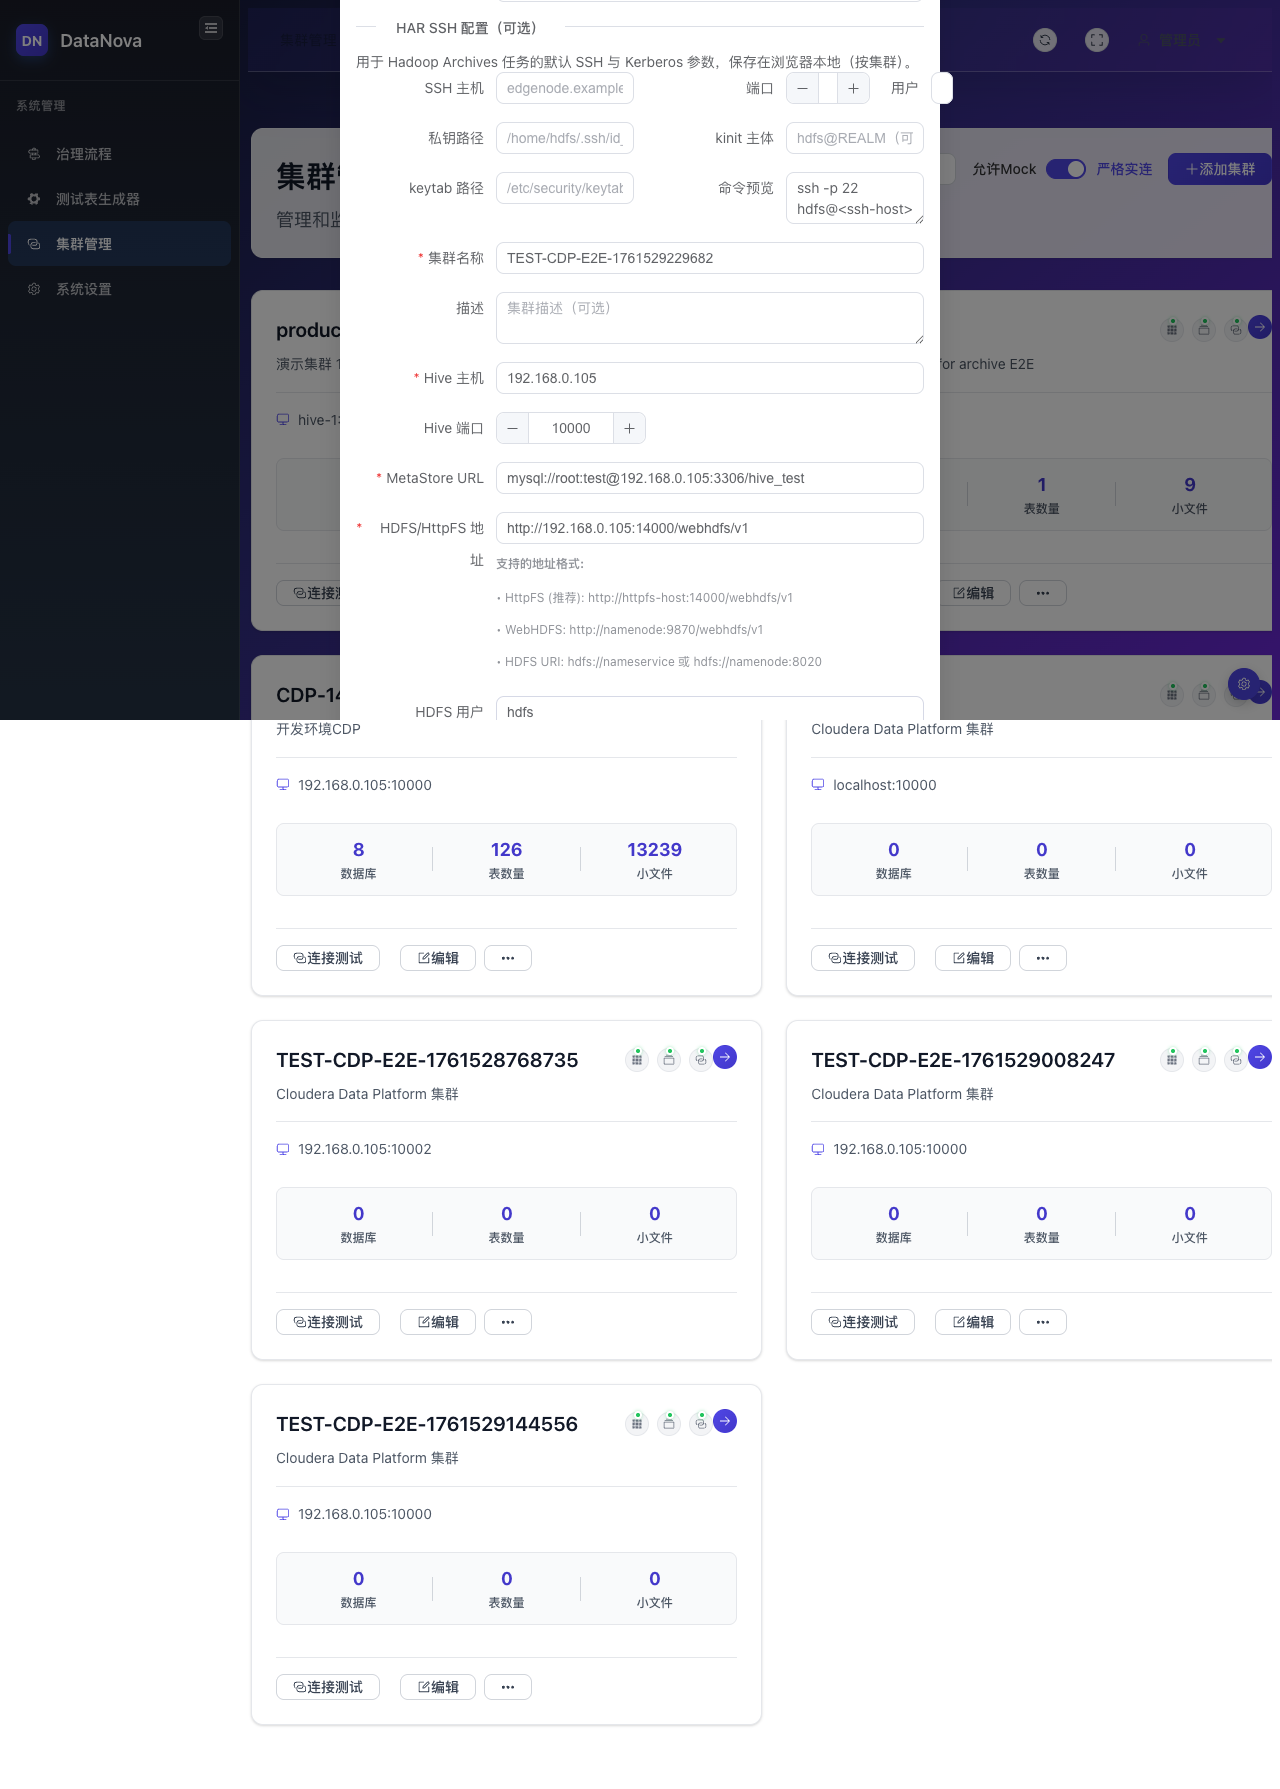 DN DataNova
集群管理
管理员
系统管理
治理流程
测试表生成器
集群管理
系统设置
集群
管理和监
允许Mock 严格实连 添加集群
HAR SSH 配置（可选）
用于 Hadoop Archives 任务的默认 SSH 与 Kerberos 参数，保存在浏览器本地（按集群）。
SSH 主机 edgenode.example 端口 用户
私钥路径 /home/hdfs/.ssh/id_ kinit 主体 hdfs@REALM（可
keytab 路径 /etc/security/keytab 命令预览 ssh -p 22
hdfs@<ssh-host>
* 集群名称 TEST-CDP-E2E-1761529229682
描述 集群描述（可选）
* Hive 主机 192.168.0.105
Hive 端口 10000
* MetaStore URL mysql://root:test@192.168.0.105:3306/hive_test
* HDFS/HttpFS 地址 http://192.168.0.105:14000/webhdfs/v1
支持的地址格式：
• HttpFS (推荐): http://httpfs-host:14000/webhdfs/v1
• WebHDFS: http://namenode:9870/webhdfs/v1
• HDFS URI: hdfs://nameservice 或 hdfs://namenode:8020
HDFS 用户 hdfs
produc
演示集群
hive-1
连接测
for archive E2E
1 9
表数量 小文件
编辑
CDP-14
开发环境CDP
192.168.0.105:10000
8 126 13239
数据库 表数量 小文件
连接测试 编辑
Cloudera Data Platform 集群
localhost:10000
0 0 0
数据库 表数量 小文件
连接测试 编辑
TEST-CDP-E2E-1761528768735
Cloudera Data Platform 集群
192.168.0.105:10002
0 0 0
数据库 表数量 小文件
连接测试 编辑
TEST-CDP-E2E-1761529008247
Cloudera Data Platform 集群
192.168.0.105:10000
0 0 0
数据库 表数量 小文件
连接测试 编辑
TEST-CDP-E2E-1761529144556
Cloudera Data Platform 集群
192.168.0.105:10000
0 0 0
数据库 表数量 小文件
连接测试 编辑